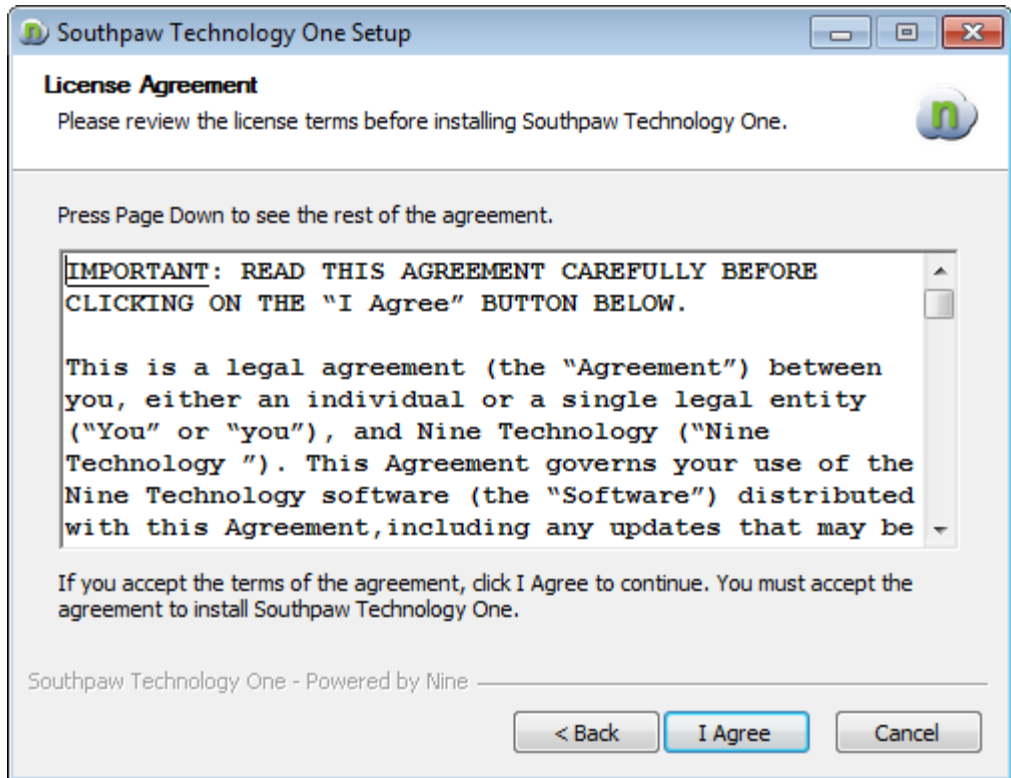 Southpaw Technology One Setup
License Agreement
Please review the license terms before installing Southpaw Technology One.
n
Press Page Down to see the rest of the agreement.
IMPORTANT: READ THIS AGREEMENT CAREFULLY BEFORE
CLICKING ON THE “I Agree” BUTTON BELOW.
This is a legal agreement (the “Agreement”) between
you, either an individual or a single legal entity
(“You” or “you”), and Nine Technology (“Nine
Technology ”). This Agreement governs your use of the
Nine Technology software (the “Software”) distributed
with this Agreement,including any updates that may be
If you accept the terms of the agreement, click I Agree to continue. You must accept the
agreement to install Southpaw Technology One.
Southpaw Technology One - Powered by Nine
< Back
I Agree
Cancel